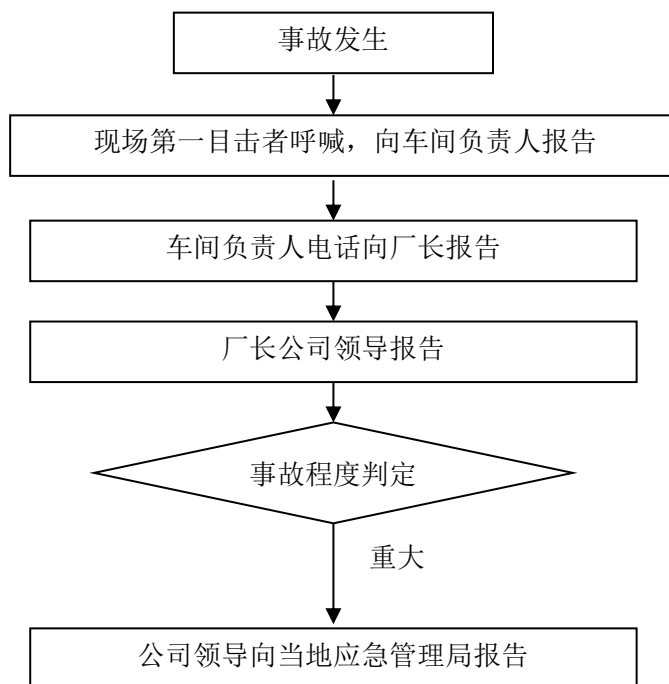 事故发生
现场第一目击者呼喊，向车间负责人报告
车间负责人电话向厂长报告
厂长公司领导报告
事故程度判定
重大
公司领导向当地应急管理局报告